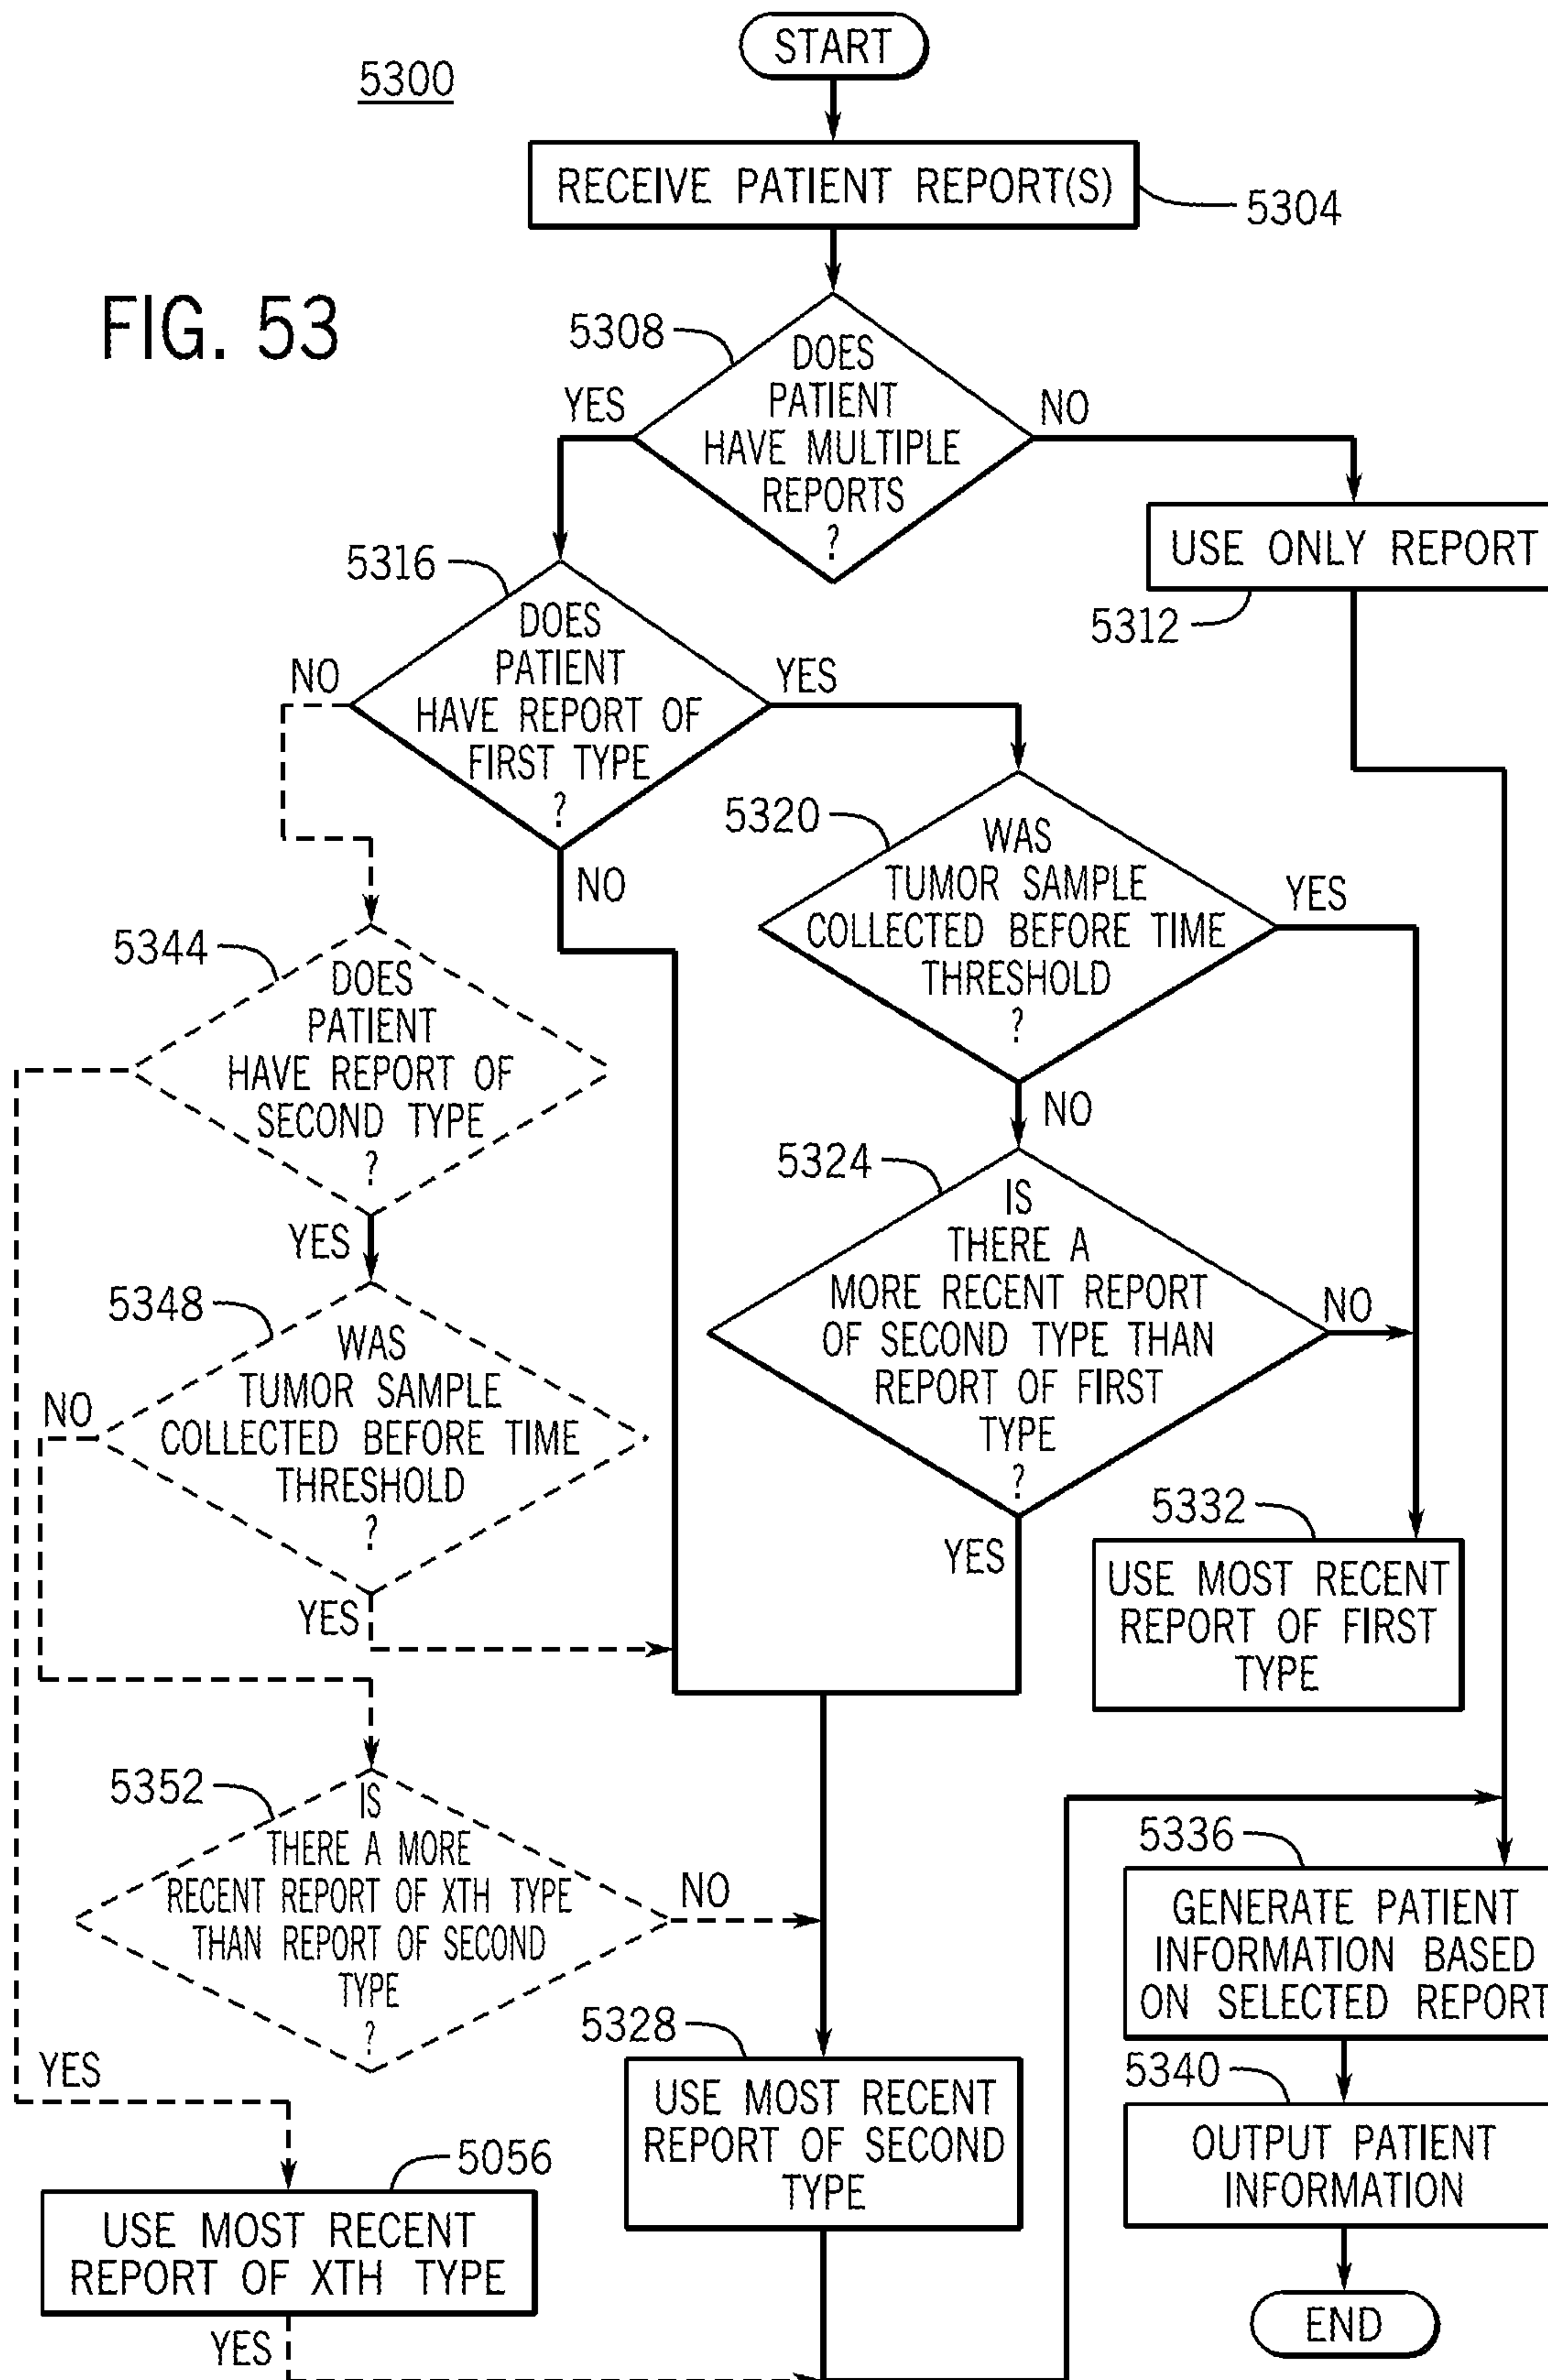 START
5300
RECEIVE PATIENT REPORT(S)
5304
FIG. 53
5308
DOES
PATIENT
HAVE MULTIPLE
REPORTS
?
YES
NO
USE ONLY REPORT
5312
5316
DOES
PATIENT
HAVE REPORT OF
FIRST TYPE
?
NO
YES
NO
5320
WAS
TUMOR SAMPLE
COLLECTED BEFORE TIME
THRESHOLD
?
YES
NO
5344
DOES
PATIENT
HAVE REPORT OF
SECOND TYPE
?
YES
5324
IS
THERE A
MORE RECENT REPORT
OF SECOND TYPE THAN
REPORT OF FIRST
TYPE
?
NO
YES
5348
WAS
TUMOR SAMPLE
COLLECTED BEFORE TIME
THRESHOLD
?
NO
YES
5332
USE MOST RECENT
REPORT OF FIRST
TYPE
5352
IS
THERE A MORE
RECENT REPORT OF XTH TYPE
THAN REPORT OF SECOND
TYPE
?
NO
YES
5336
GENERATE PATIENT
INFORMATION BASED
ON SELECTED REPORT
5328
USE MOST RECENT
REPORT OF SECOND
TYPE
5340
OUTPUT PATIENT
INFORMATION
5056
USE MOST RECENT
REPORT OF XTH TYPE
YES
END